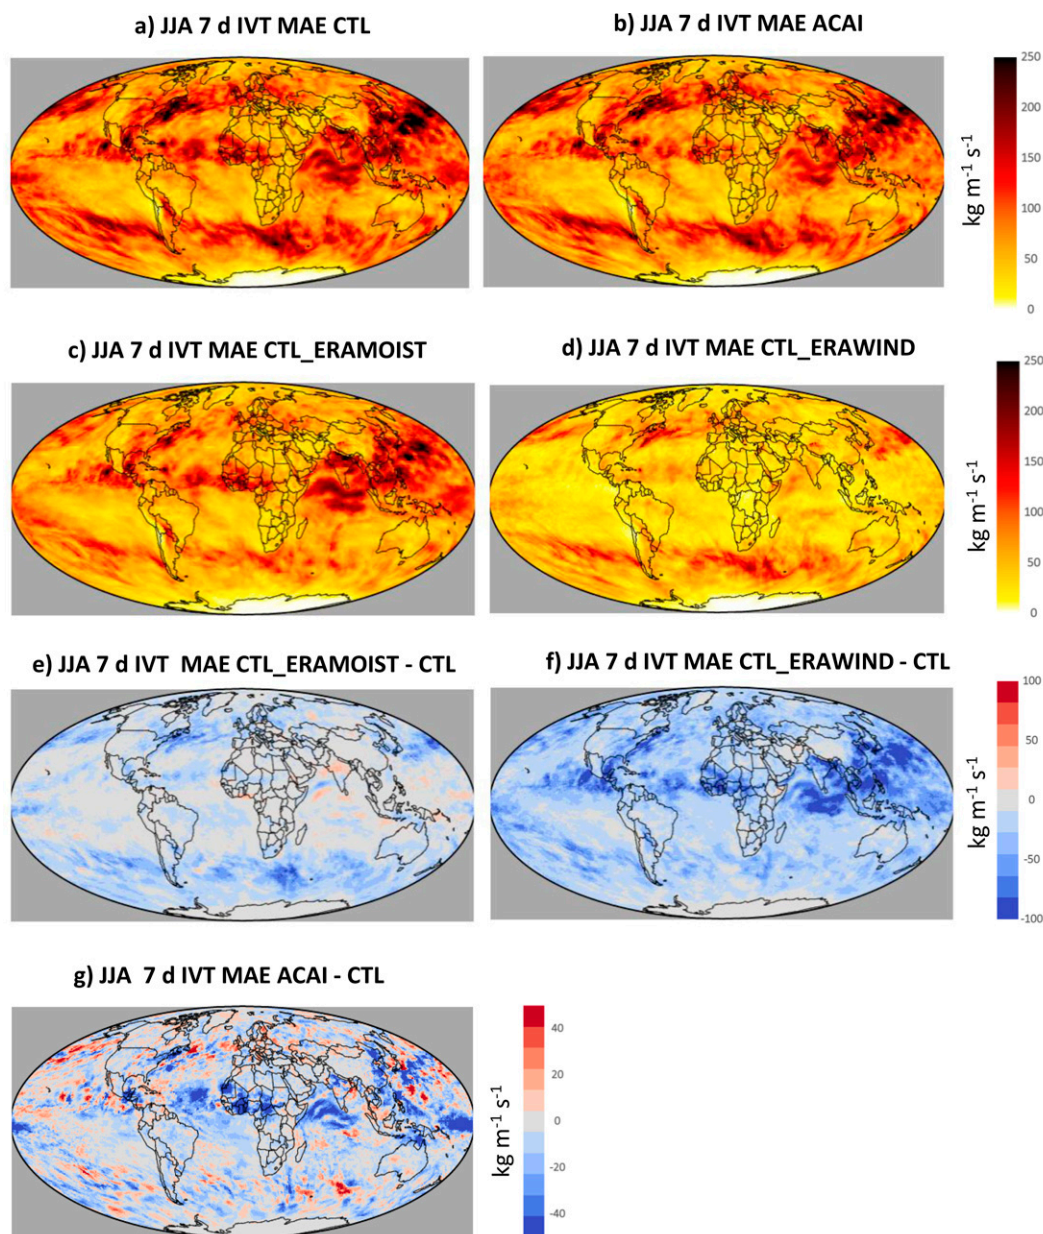 a) JJA 7 d IVT MAE CTL
b) JJA 7 d IVT MAE ACAI
250
200
150
100
50
0
kg m-1 s-1
c) JJA 7 d IVT MAE CTL_ERAMOIST
d) JJA 7 d IVT MAE CTL_ERAWIND
250
200
150
100
50
0
kg m-1 s-1
e) JJA 7 d IVT MAE CTL_ERAMOIST - CTL
f) JJA 7 d IVT MAE CTL_ERAWIND - CTL
100
50
0
-50
-100
kg m-1 s-1
g) JJA 7 d IVT MAE ACAI - CTL
40
20
0
-20
-40
kg m-1 s-1